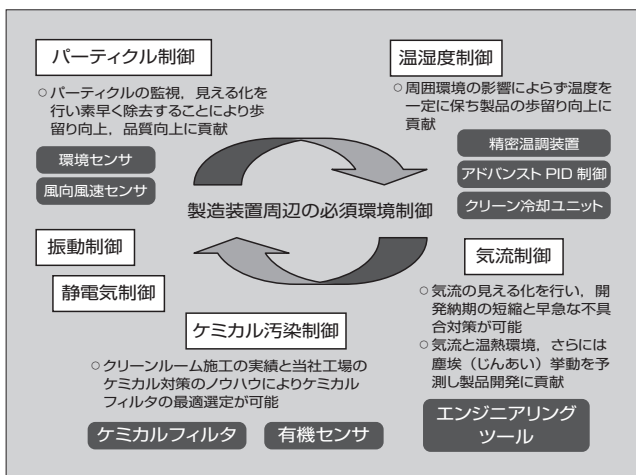 パーティクル制御
○パーティクルの監視，見える化を
行い素早く除去することにより歩
留り向上，品質向上に貢献
環境センサ
風向風速センサ
温湿度制御
○周囲環境の影響によらず温度を
一定に保ち製品の歩留り向上に
貢献
精密温調装置
アドバンスト PID 制御
クリーン冷却ユニット
製造装置周辺の必須環境制御
振動制御
静電気制御
気流制御
○気流の見える化を行い，開
発納期の短縮と早急な不具
合対策が可能
○気流と温熱環境，さらには
塵埃（じんあい）挙動を予
測し製品開発に貢献
エンジニアリング
ツール
ケミカル汚染制御
○クリーンルーム施工の実績と当社工場の
ケミカル対策のノウハウによりケミカル
フィルタの最適選定が可能
ケミカルフィルタ
有機センサ